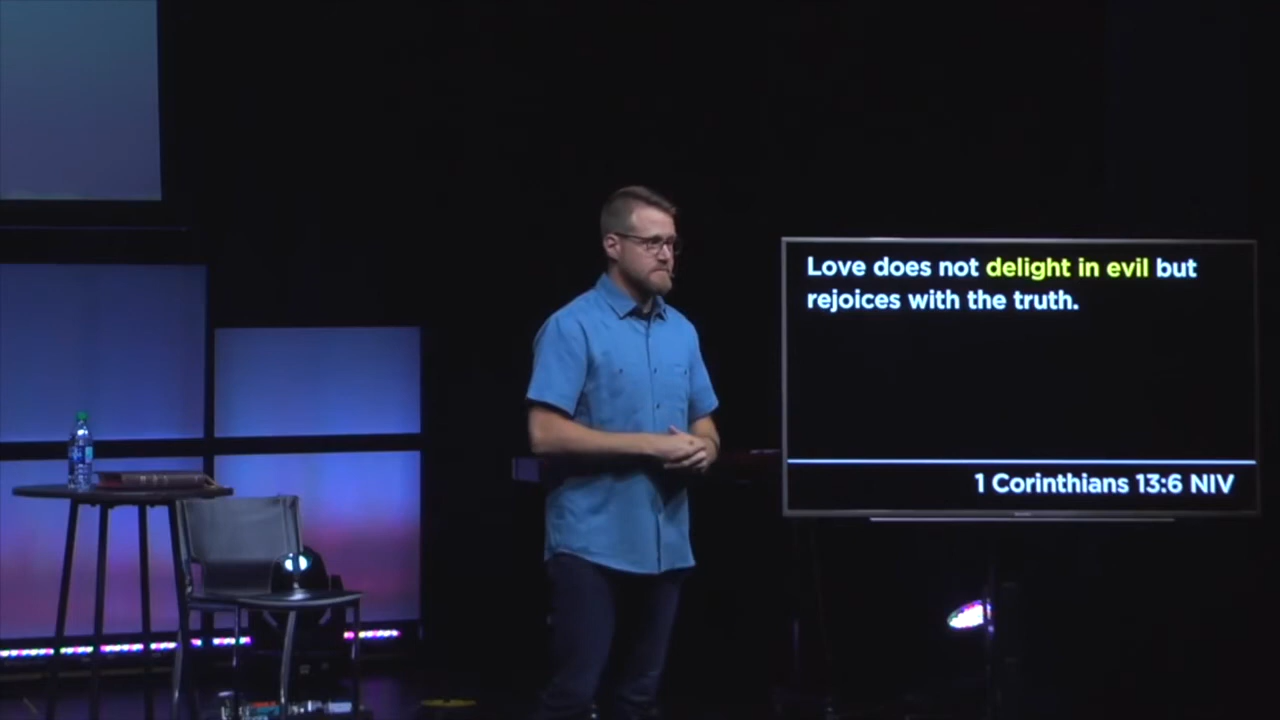 Love does not delight in evil but
rejoices with the truth.
1 Corinthians 13:6 NIV